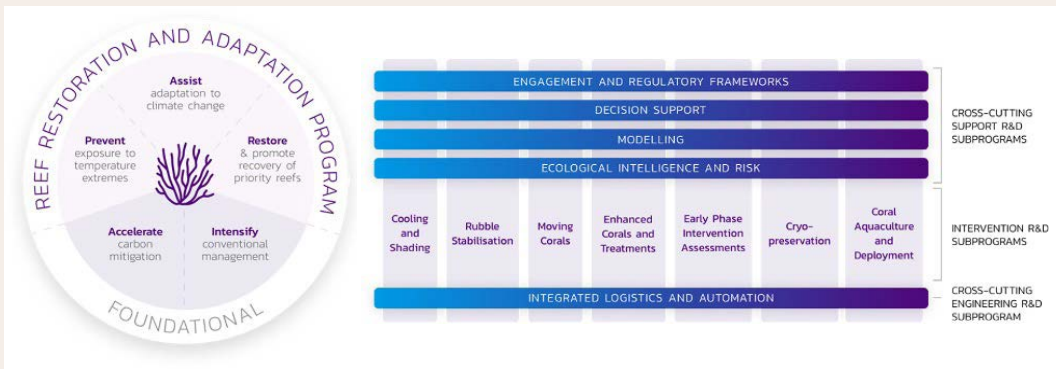 REEF RESTORATION AND ADAPTATION PROGRAM
Assist
adaptation to
climate change
Prevent
exposure to
temperature
extremes
Restore
& promote
recovery of
priority reefs
Accelerate
carbon
mitigation
Intensify
conventional
management
FOUNDATIONAL
ENGAGEMENT AND REGULATORY FRAMEWORKS
DECISION SUPPORT
MODELLING
ECOLOGICAL INTELLIGENCE AND RISK
CROSS-CUTTING
SUPPORT R&D
SUBPROGRAMS
Cooling
and
Shading
Rubble
Stabilisation
Moving
Corals
Enhanced
Corals and
Treatments
Early Phase
Intervention
Assessments
Cryo-
preservation
Coral
Aquaculture
and
Deployment
INTERVENTION R&D
SUBPROGRAMS
INTEGRATED LOGISTICS AND AUTOMATION
CROSS-CUTTING
ENGINEERING R&D
SUBPROGRAM